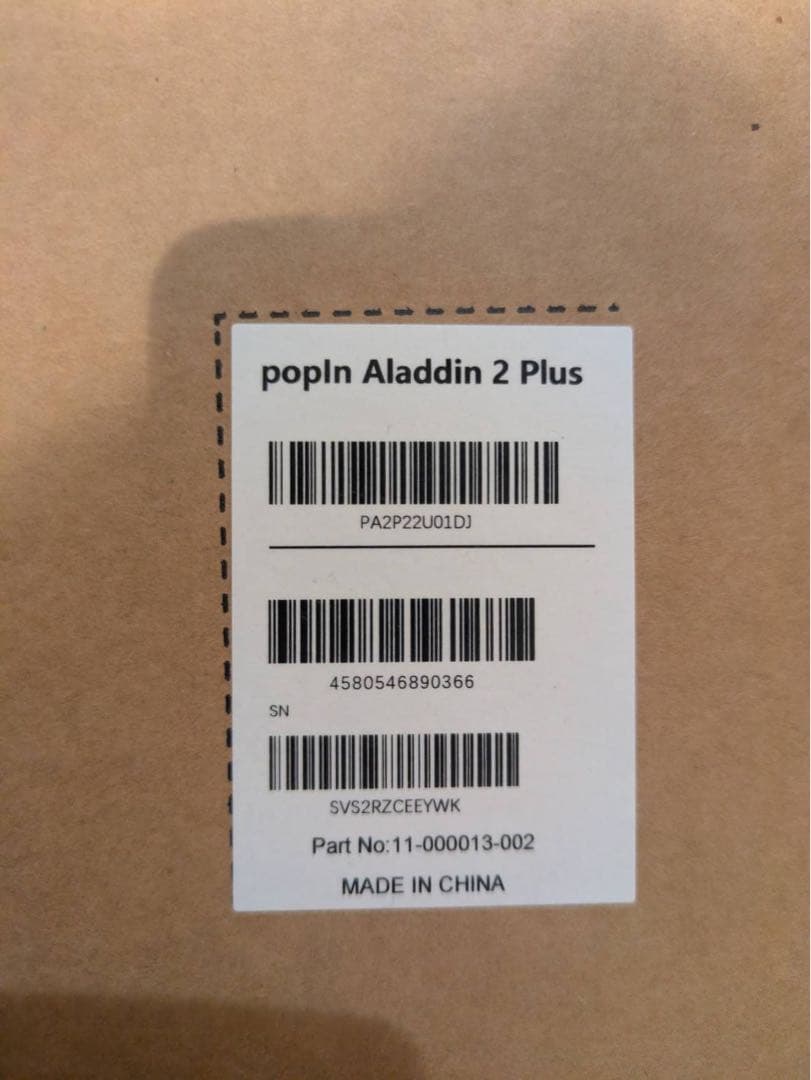 popIn Aladdin 2 Plus
PA2P22U01DJ
4580546890366
SN
SVS2RZCEEYWK
Part No:11-000013-002
MADE IN CHINA